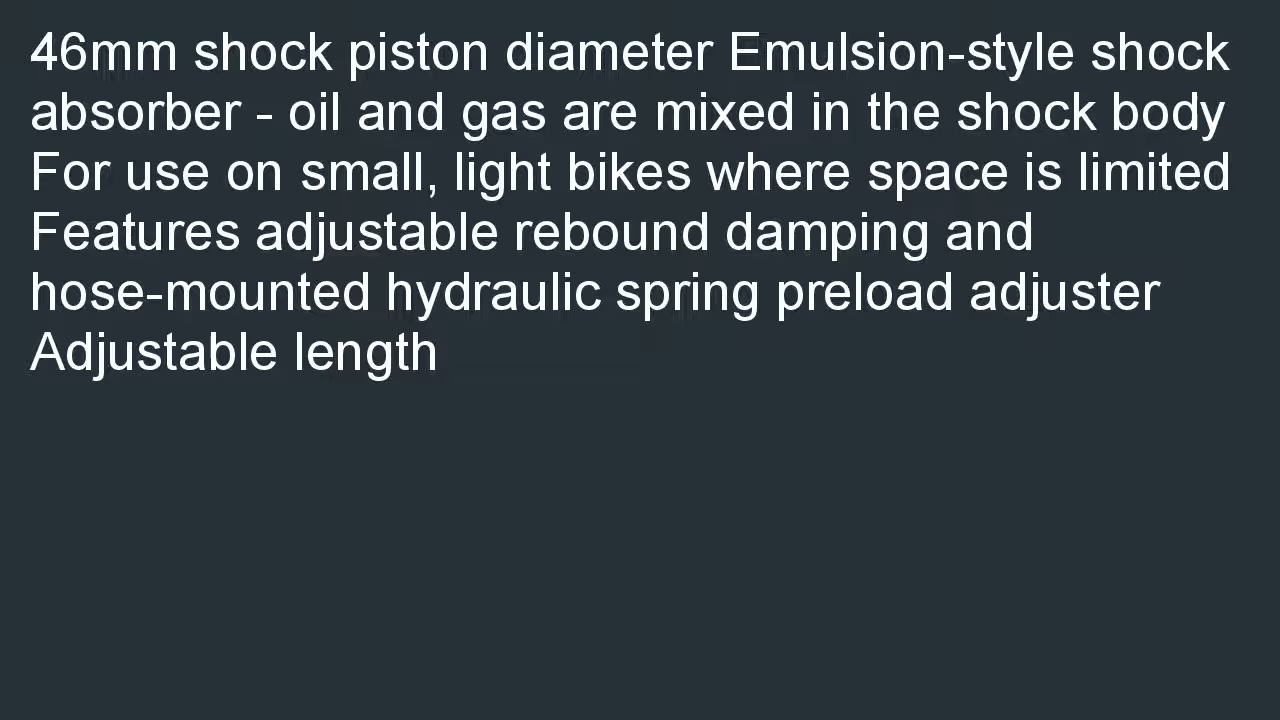 46mm shock piston diameter Emulsion-style shock
absorber - oil and gas are mixed in the shock body
For use on small, light bikes where space is limited
Features adjustable rebound damping and
hose-mounted hydraulic spring preload adjuster
Adjustable length